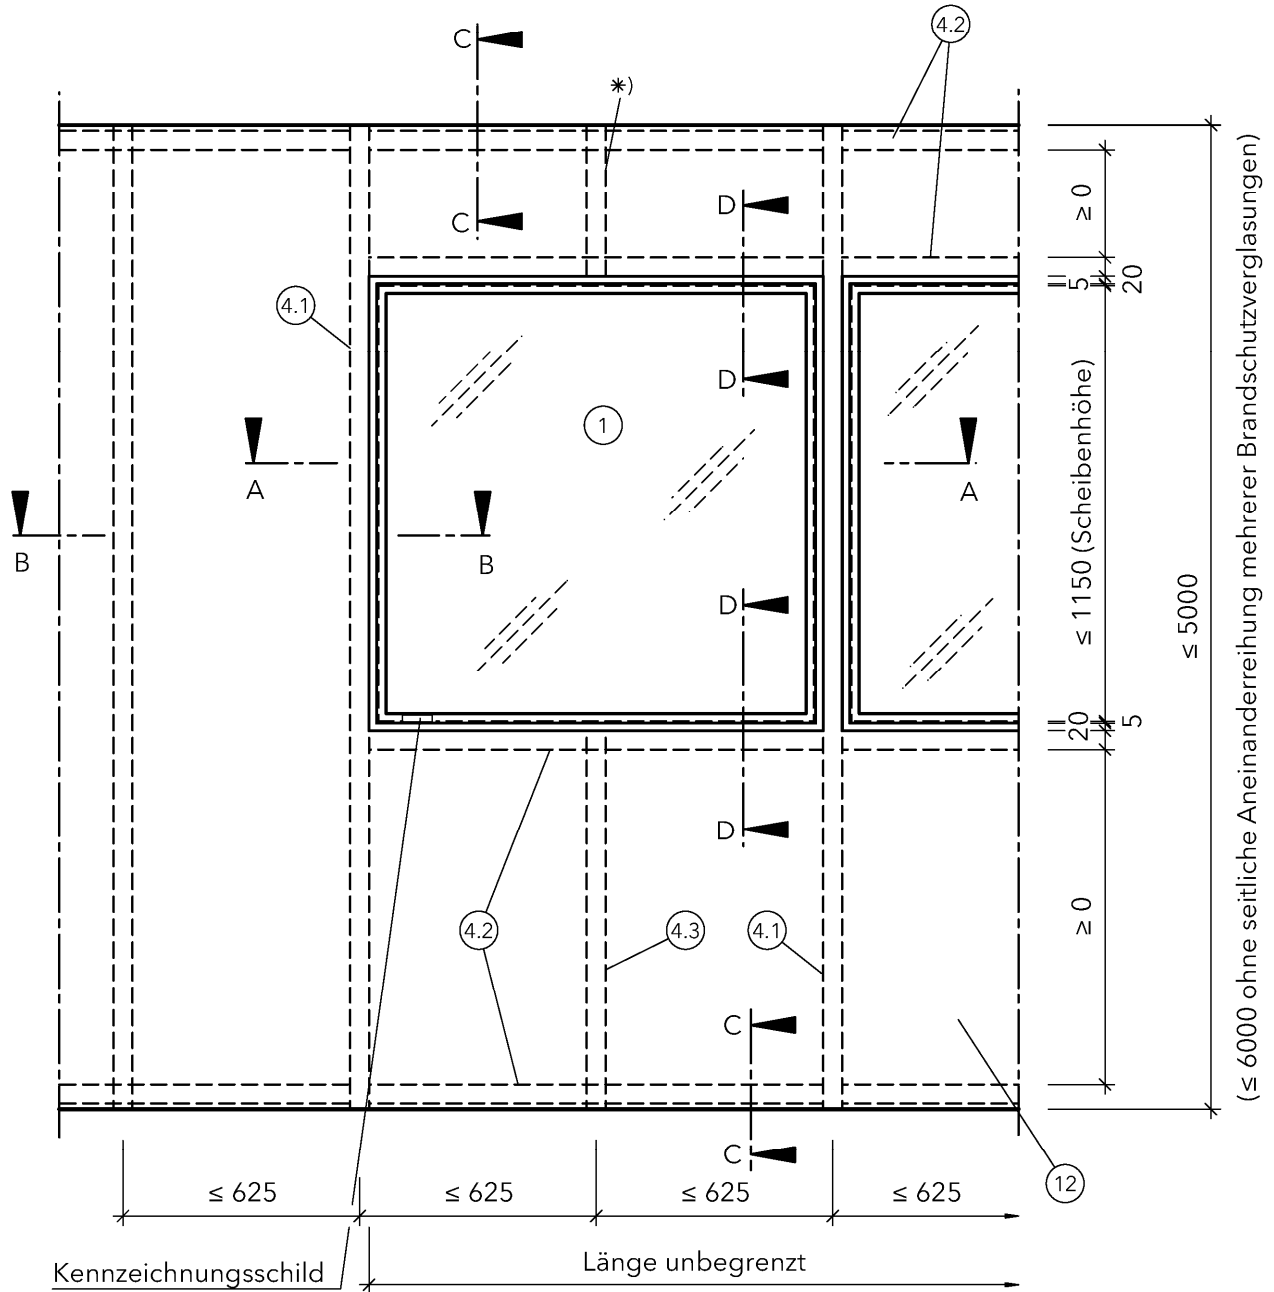 C
4.2
*)
C
D
≥ 0
20
5
4.1
D
1
A
A
B
B
≤ 1150 (Scheibenhöhe)
≤ 5000
(≤ 6000 ohne seitliche Aneinanderreihung mehrerer Brandschutzverglasungen)
D
20
5
D
4.2
4.3
4.1
≥ 0
C
C
12
≤ 625
≤ 625
≤ 625
≤ 625
Kennzeichnungsschild
Länge unbegrenzt